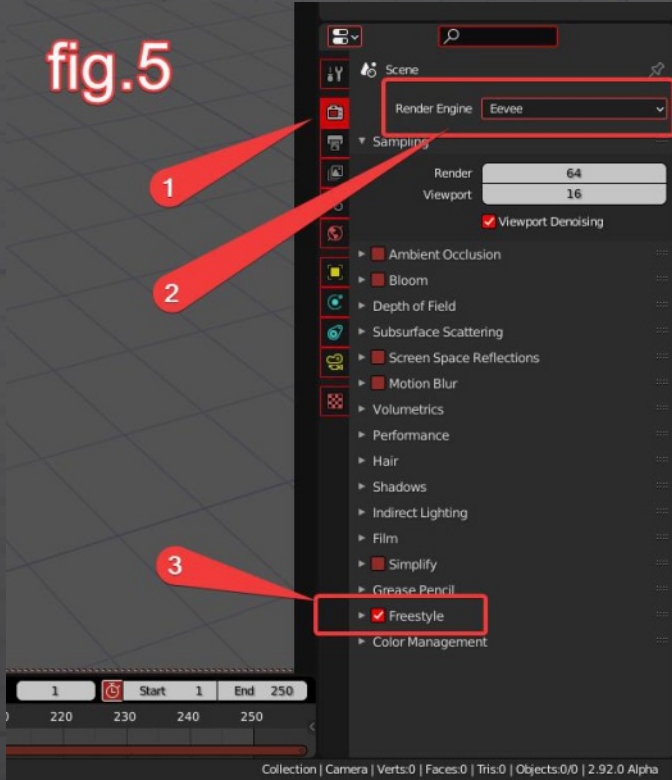 fig.5
Scene
Render Engine Eevee
Sampling
Render 64
Viewport 16
Viewport Denoising
1
2
Ambient Occlusion
Bloom
Depth of Field
Subsurface Scattering
Screen Space Reflections
Motion Blur
Volumetrics
Performance
Hair
Shadows
Indirect Lighting
Film
3
Simplify
Grease Pencil
Freestyle
Color Management
1 Start 1 End 250
220 230 240 250
Collection | Camera | Verts:0 | Faces:0 | Tris:0 | Objects:0/0 | 2.92.0 Alpha